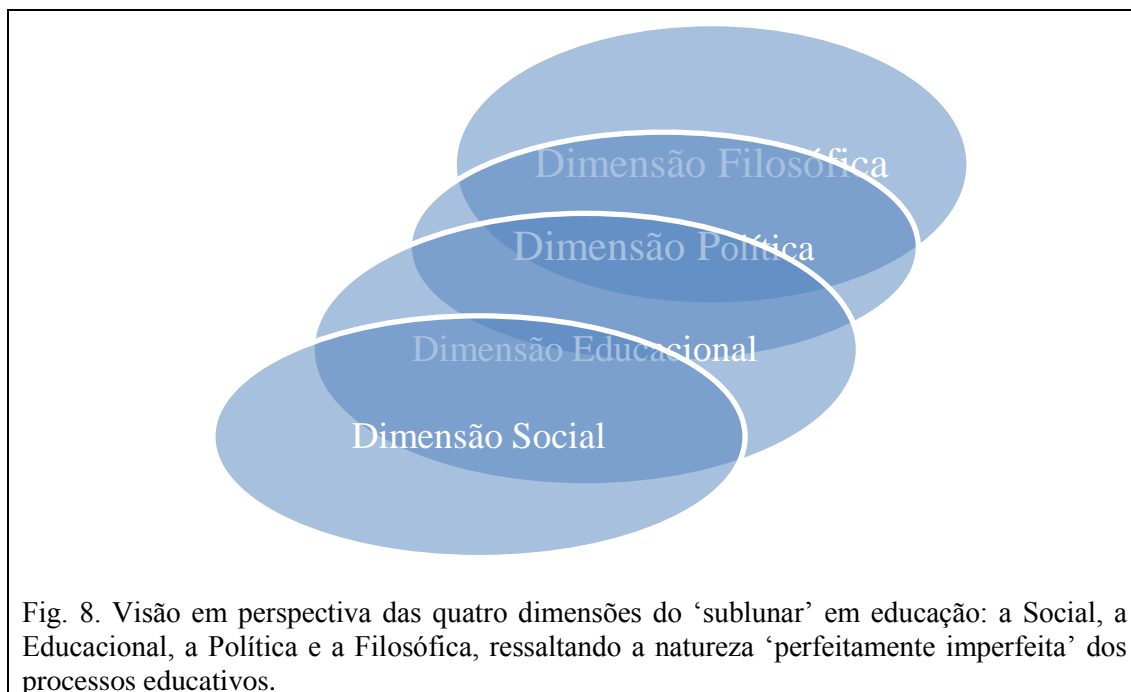 Dimensão Filosófica
Dimensão Política
Dimensão Educacional
Dimensão Social
Fig. 8. Visão em perspectiva das quatro dimensões do ‘sublunar’ em educação: a Social, a
Educacional, a Política e a Filosófica, ressaltando a natureza ‘perfeitamente imperfeita’ dos
processos educativos.